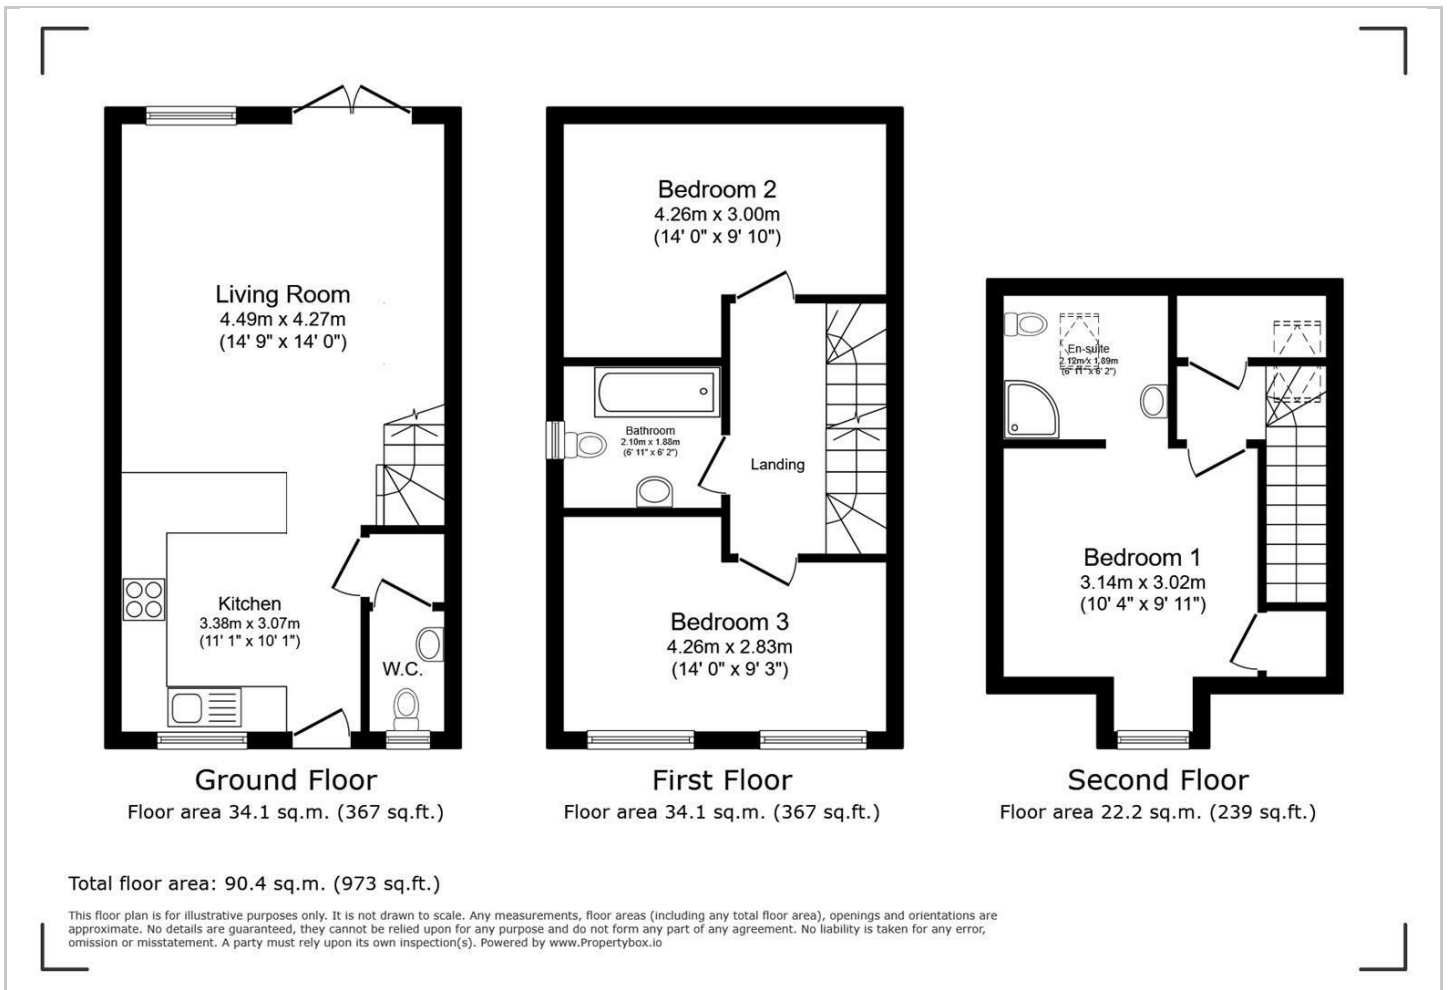 Living Room
4.49m x 4.27m
(14' 9" x 14' 0")
Kitchen
3.38m x 3.07m
(11' 1" x 10' 1")
W.C.
Ground Floor
Floor area 34.1 sq.m. (367 sq.ft.)
Bedroom 2
4.26m x 3.00m
(14' 0" x 9' 10")
Bathroom
2.10m x 1.88m
(6' 11" x 6' 2")
Landing
Bedroom 3
4.26m x 2.83m
(14' 0" x 9' 3")
First Floor
Floor area 34.1 sq.m. (367 sq.ft.)
En-suite
2.12m x 1.89m
(6' 11" x 6' 2")
Bedroom 1
3.14m x 3.02m
(10' 4" x 9' 11")
Second Floor
Floor area 22.2 sq.m. (239 sq.ft.)
Total floor area: 90.4 sq.m. (973 sq.ft.)
This floor plan is for illustrative purposes only. It is not drawn to scale. Any measurements, floor areas (including any total floor area), openings and orientations are
approximate. No details are guaranteed, they cannot be relied upon for any purpose and do not form any part of any agreement. No liability is taken for any error,
omission or misstatement. A party must rely upon its own inspection(s). Powered by www.Propertybox.io